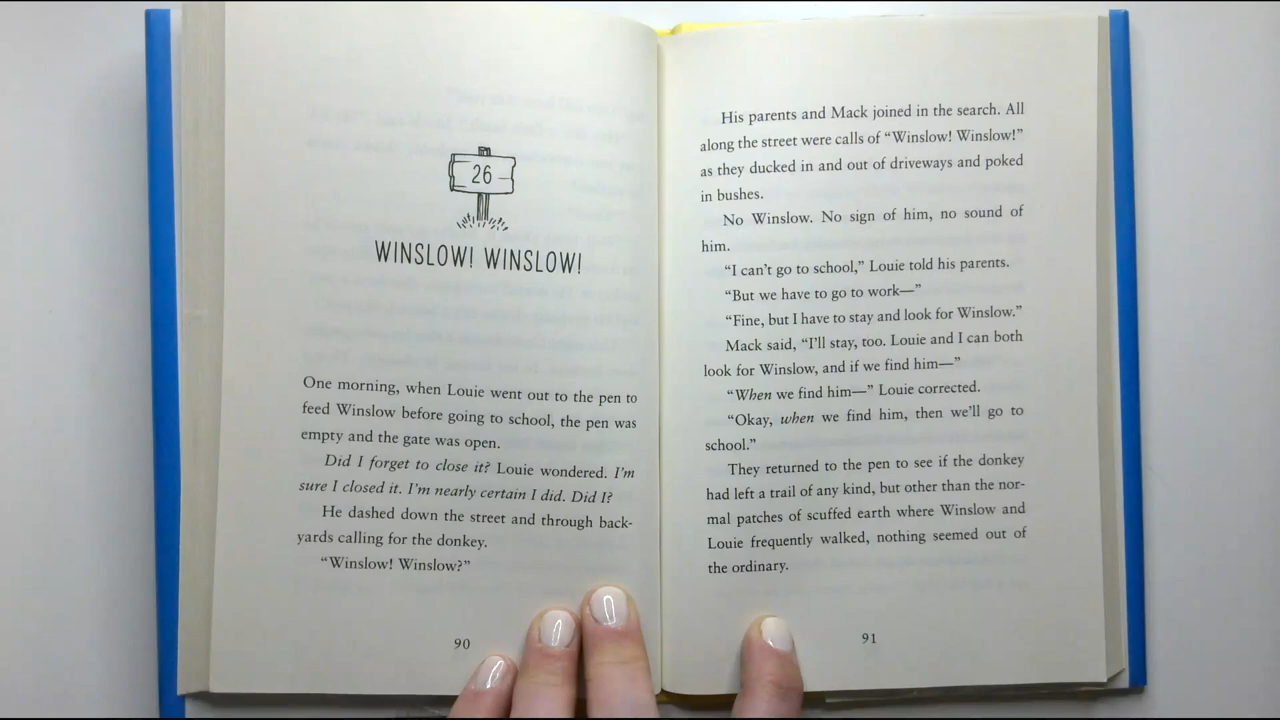 26
WINSLOW! WINSLOW!
One morning, when Louie went out to the pen to
feed Winslow before going to school, the pen was
empty and the gate was open.
Did I forget to close it? Louie wondered. I'm
sure I closed it. I'm nearly certain I did. Did I?
He dashed down the street and through back-
yards calling for the donkey.
“Winslow! Winslow?”
90
His parents and Mack joined in the search. All
along the street were calls of “Winslow! Winslow!”
as they ducked in and out of driveways and poked
in bushes.
No Winslow. No sign of him, no sound of
him.
“I can't go to school,” Louie told his parents.
“But we have to go to work—”
“Fine, but I have to stay and look for Winslow.”
Mack said, “I'll stay, too. Louie and I can both
look for Winslow, and if we find him—”
“When we find him—” Louie corrected.
“Okay, when we find him, then we'll go to
school.”
They returned to the pen to see if the donkey
had left a trail of any kind, but other than the nor-
mal patches of scuffed earth where Winslow and
Louie frequently walked, nothing seemed out of
the ordinary.
91